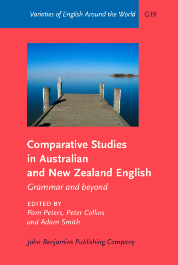 Varieties of English Around the World G39
Comparative Studies
in Australian
and New Zealand English
Grammar and beyond
EDITED BY
Pam Peters, Peter Collins
and Adam Smith
John Benjamins Publishing Company